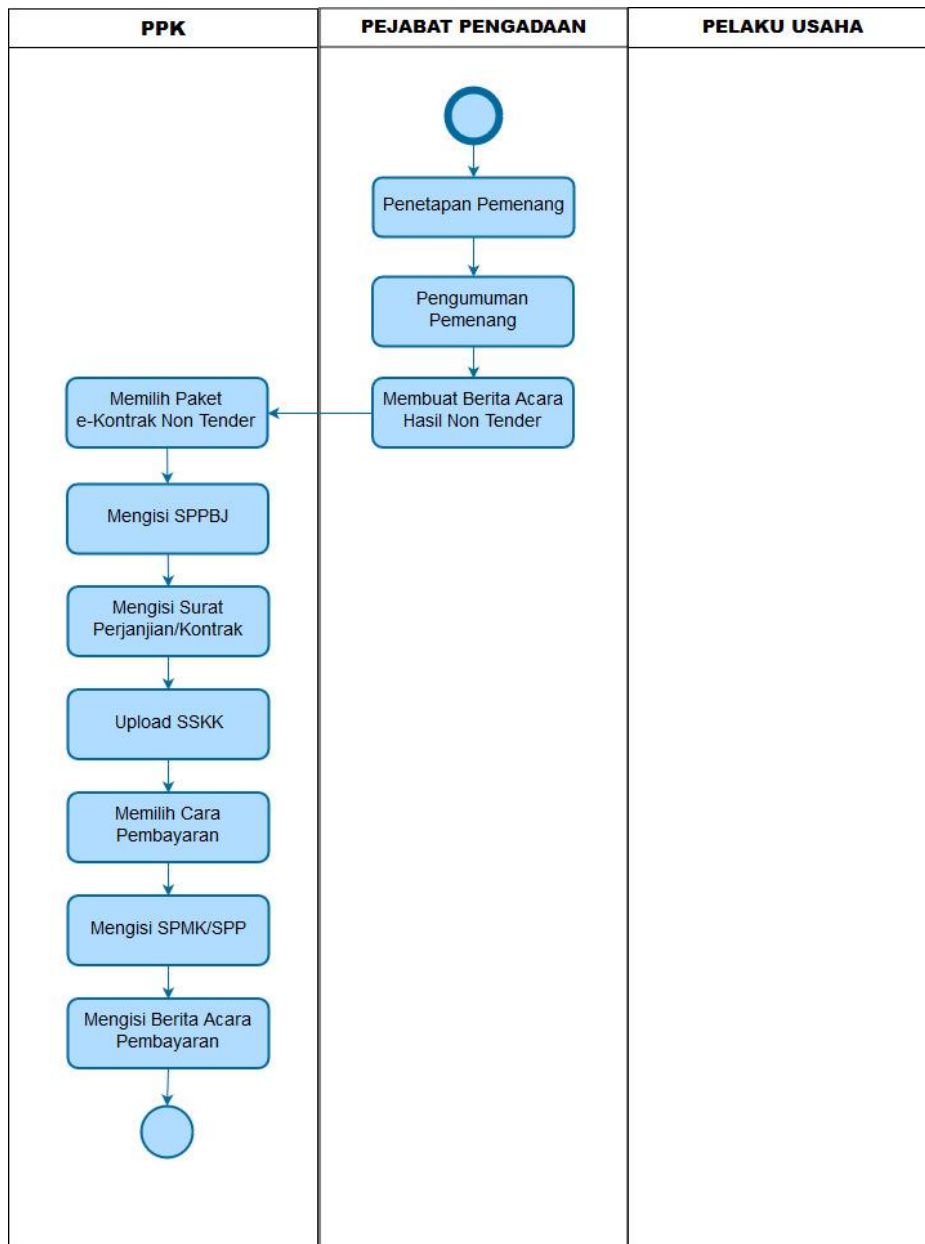 PPK
PEJABAT PENGADAAN
PELAKU USAHA
Penetapan Pemenang
Pengumuman
Pemenang
Membuat Berita Acara
Hasil Non Tender
Memilih Paket
e-Kontrak Non Tender
Mengisi SPPBJ
Mengisi Surat
Perjanjian/Kontrak
Upload SSKK
Memilih Cara
Pembayaran
Mengisi SPMK/SPP
Mengisi Berita Acara
Pembayaran